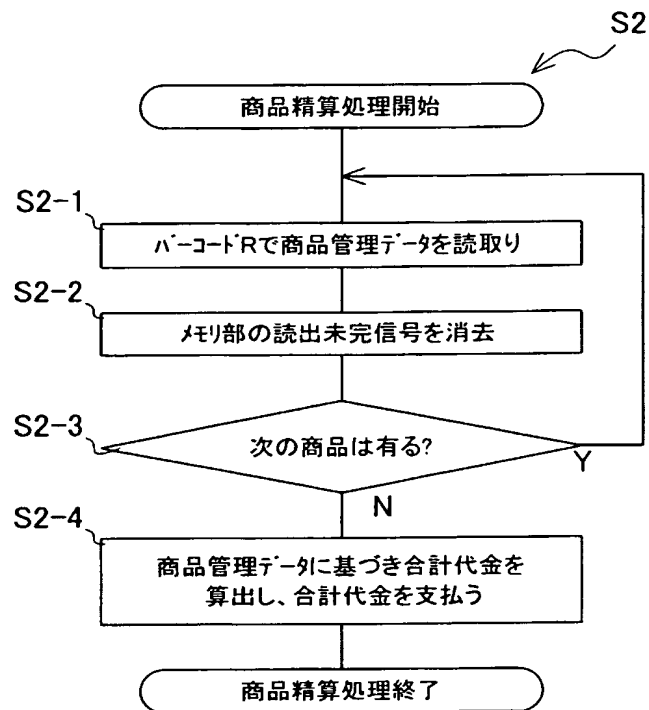 S2
商品精算処理開始
S2-1
バーコードRで商品管理データを読取り
S2-2
メモリ部の読出未完信号を消去
S2-3
次の商品は有る?
Y
N
S2-4
商品管理データに基づき合計代金を
算出し、合計代金を支払う
商品精算処理終了